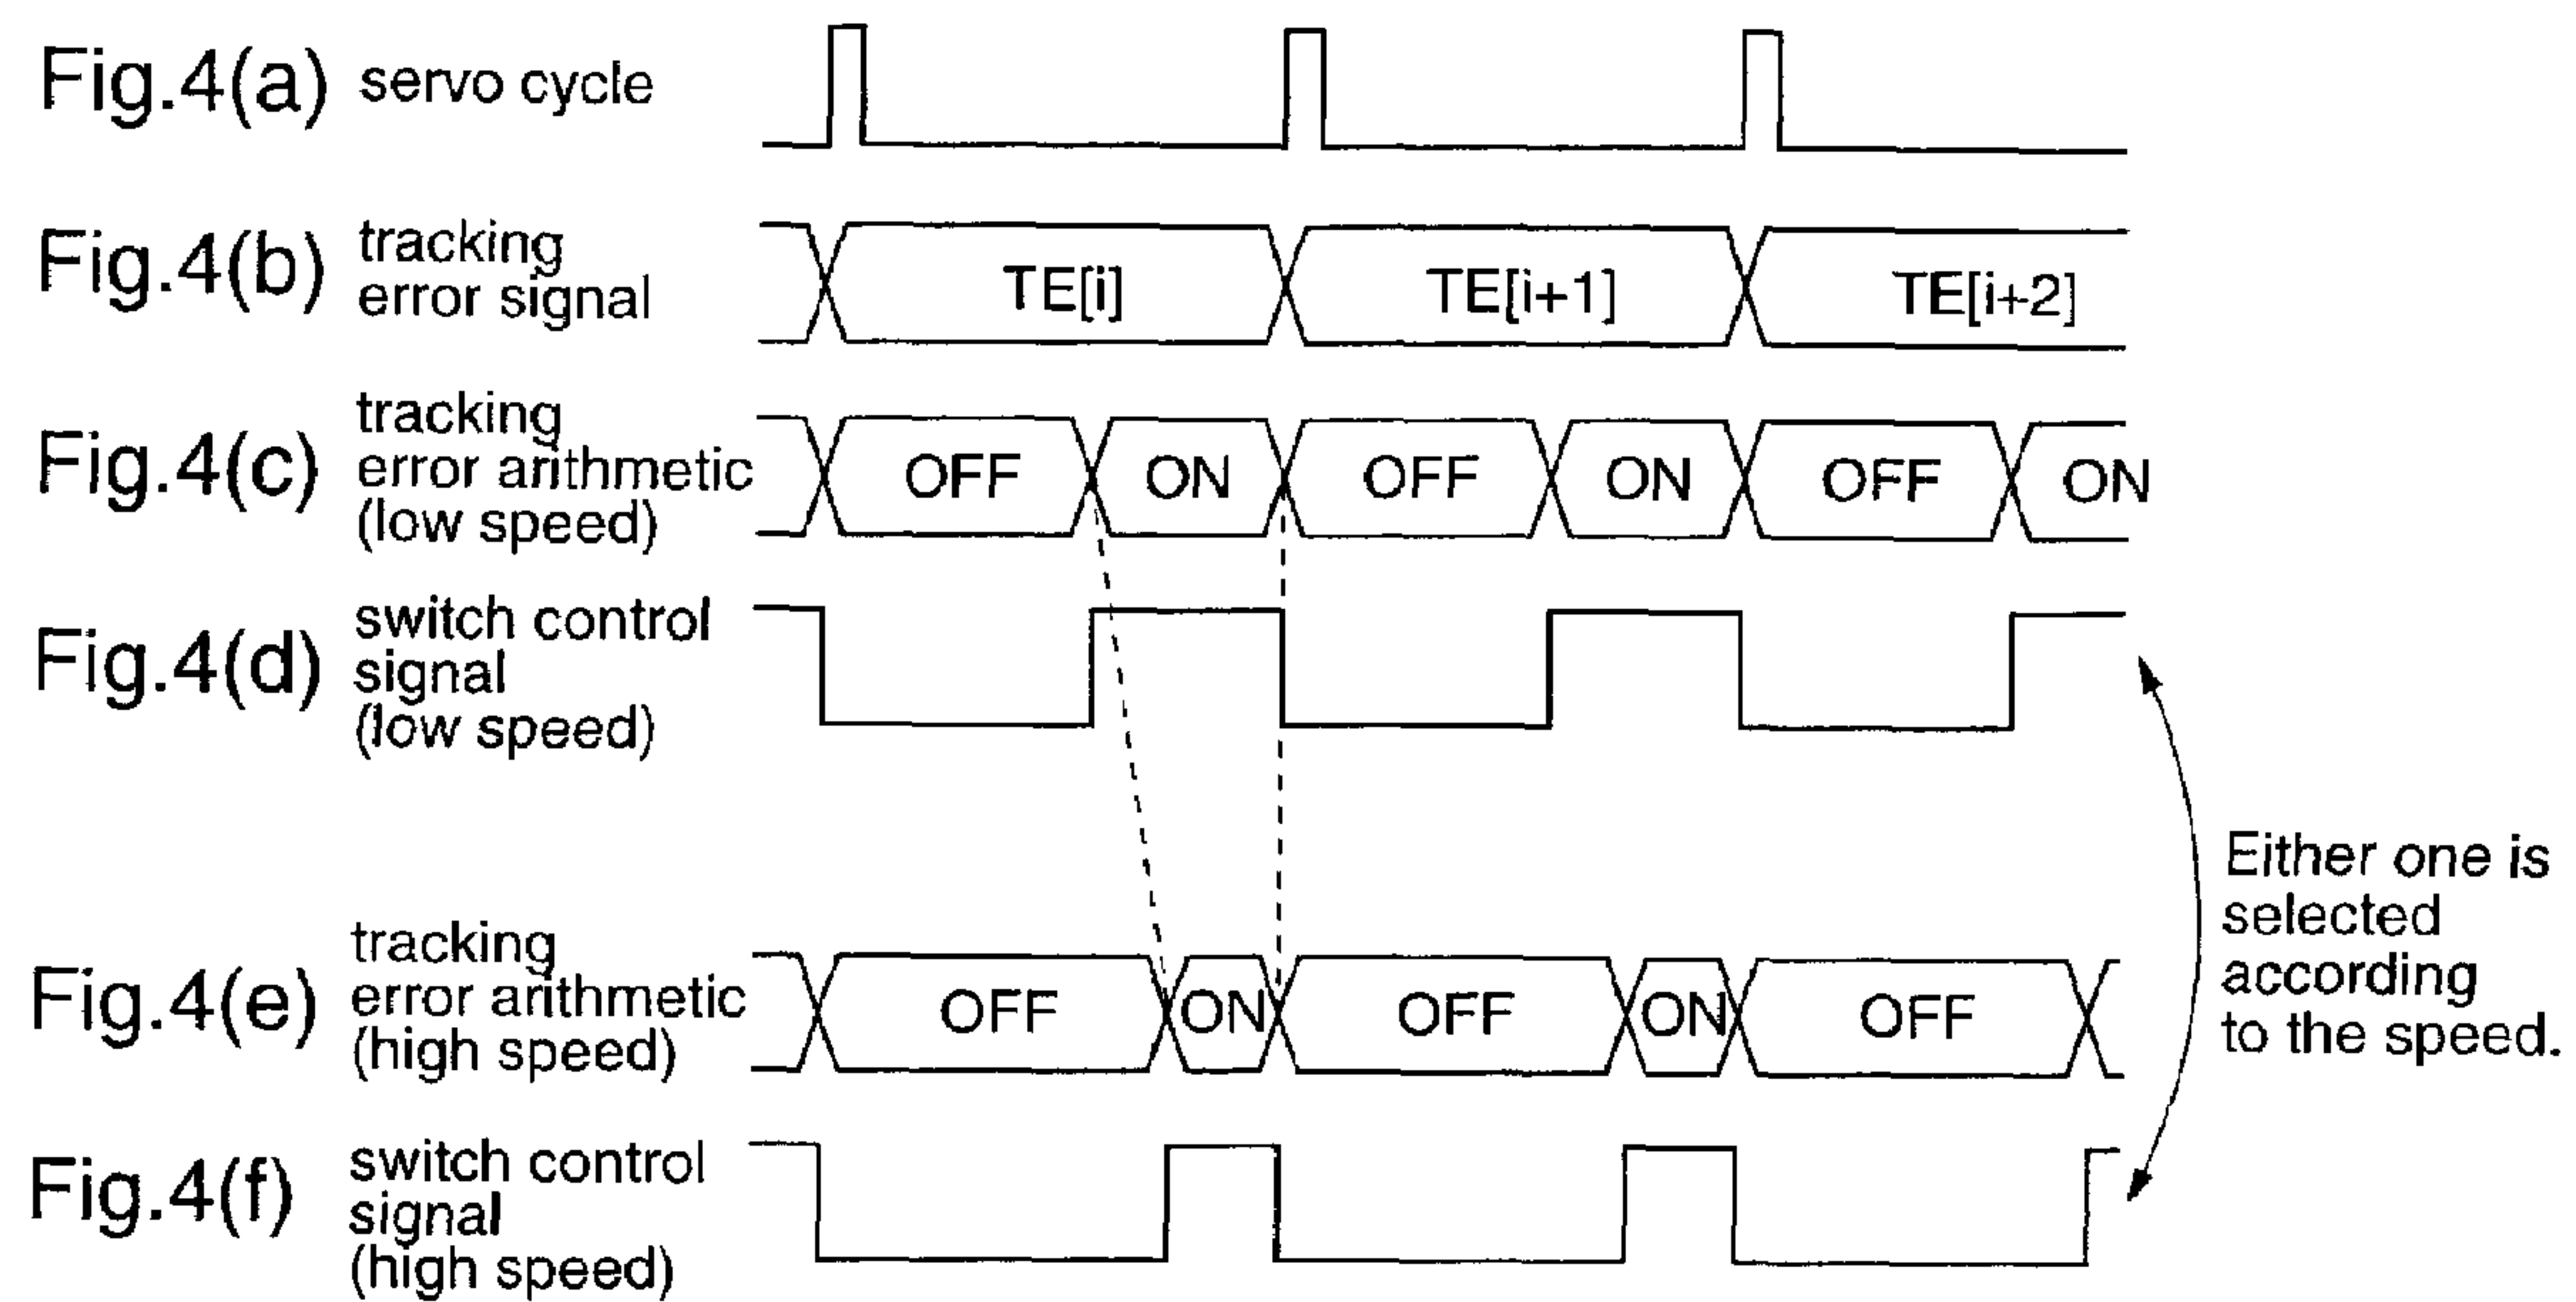 Fig.4(a) servo cycle
Fig.4(b) tracking
error signal
TE[i] TE[i+1] TE[i+2]
Fig.4(c) tracking
error arithmetic
(low speed)
OFF ON OFF ON OFF ON
Fig.4(d) switch control
signal
(low speed)
Either one is
selected
according
to the speed.
Fig.4(e) tracking
error arithmetic
(high speed)
OFF ON OFF ON OFF
Fig.4(f) switch control
signal
(high speed)